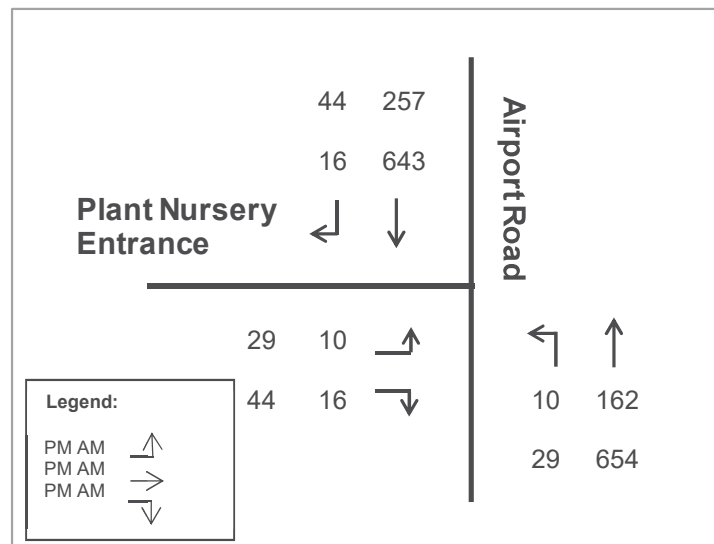 44 257
16 643
Airport Road
Plant Nursery
Entrance
29 10
44 16
10 162
29 654
Legend:
PM AM
PM AM
PM AM